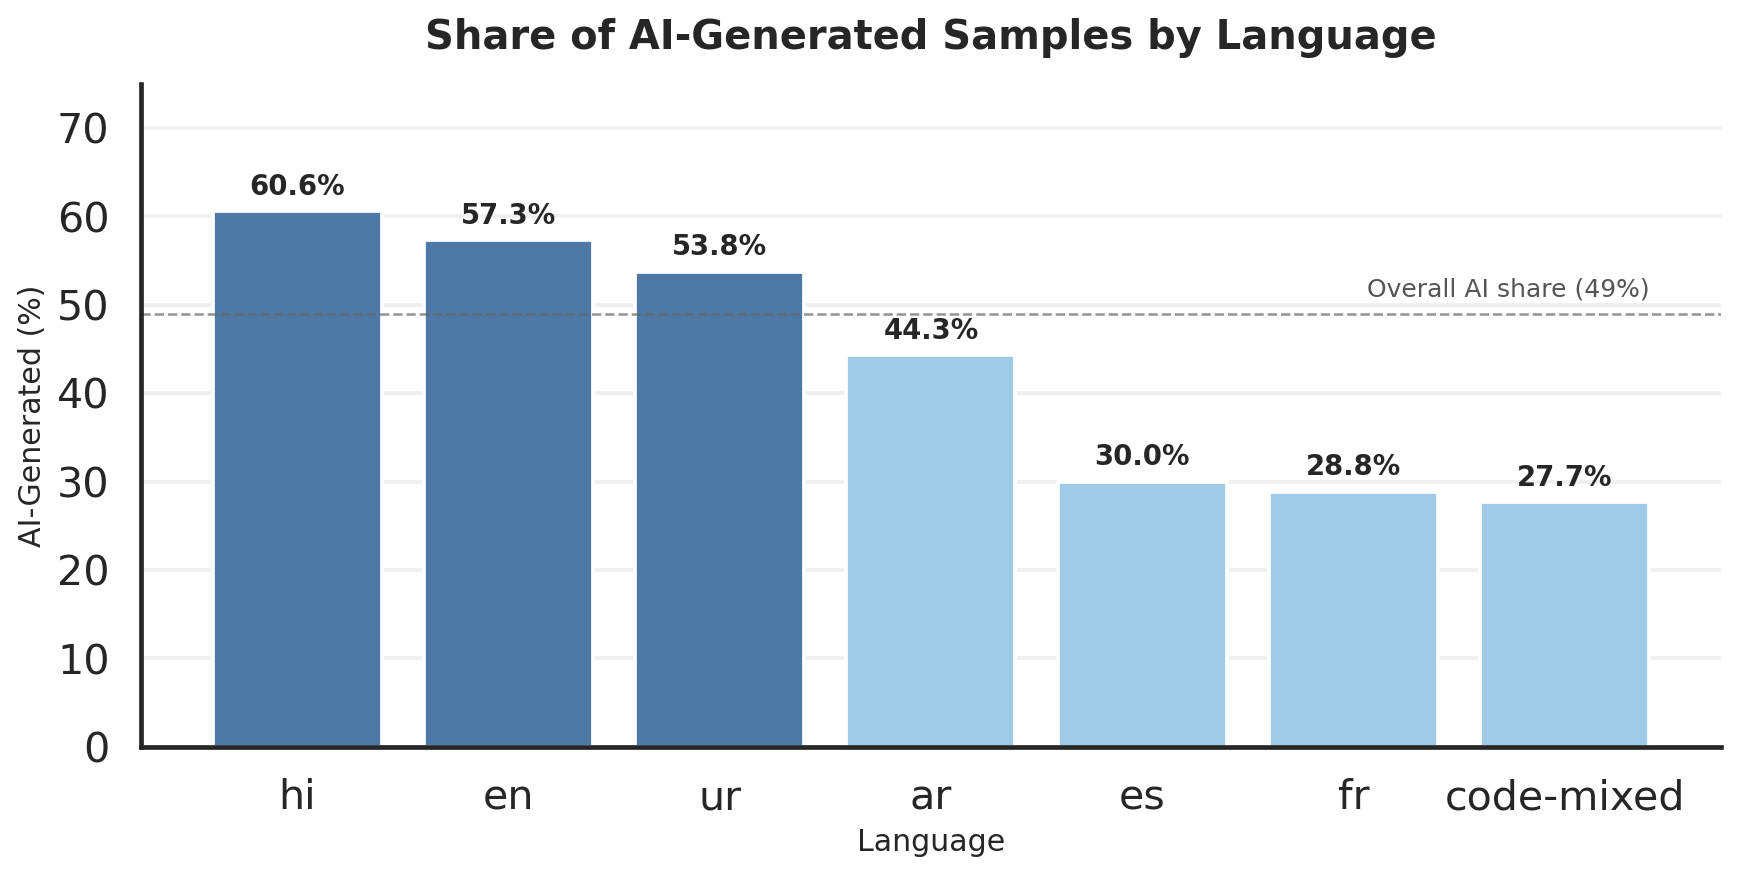 Share of AI-Generated Samples by Language
AI-Generated (%)
70
60
50
40
30
20
10
0
60.6%
57.3%
53.8%
44.3%
30.0%
28.8%
27.7%
Overall AI share (49%)
hi
en
ur
ar
es
fr
code-mixed
Language